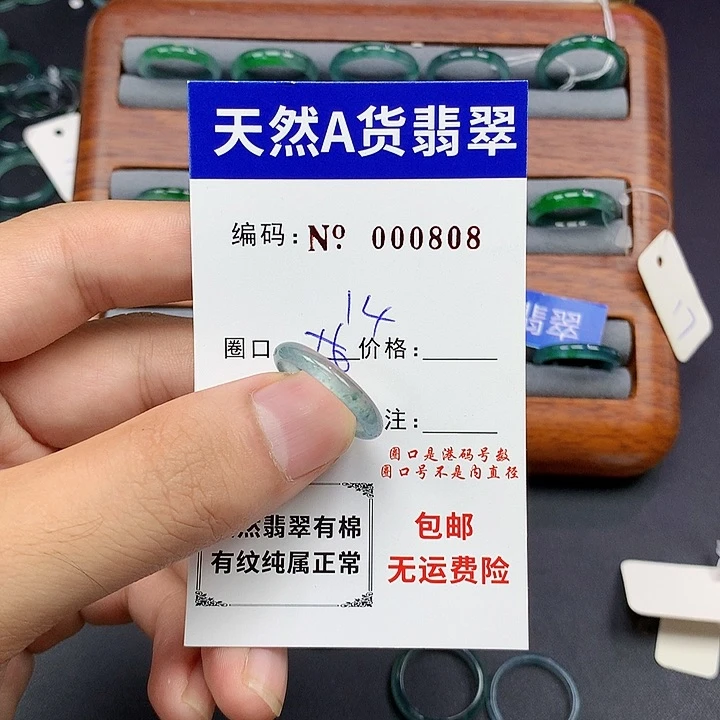 天然A货翡翠
编码：Nº 000808
14
圈口 价格：
注：
圈口是港码号数
圈口号不是内直径
然翡翠有棉
有纹纯属正常
包邮
无运费险
翡翠